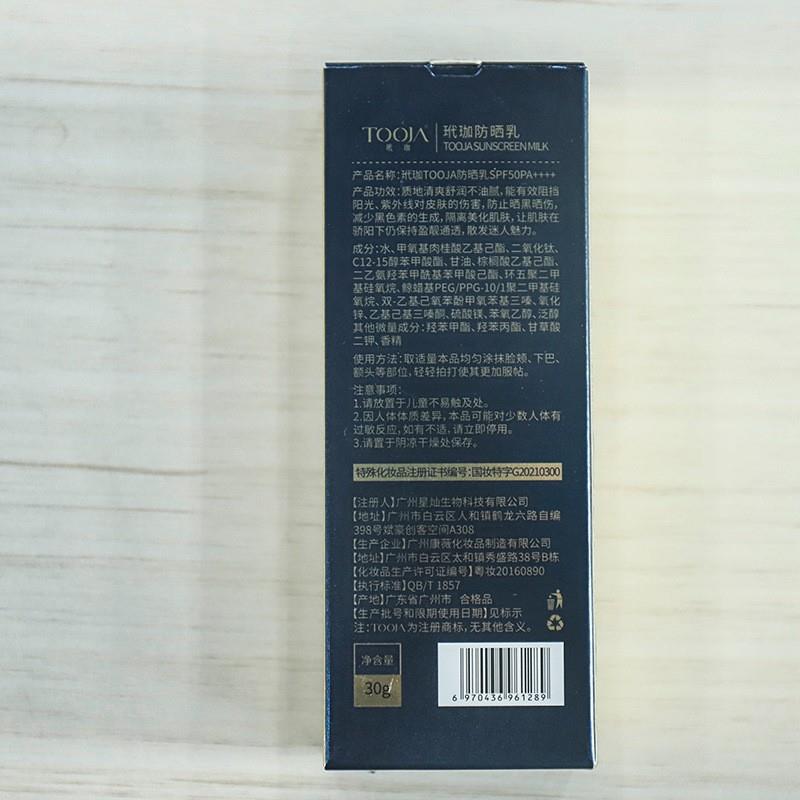 TOOJA 玳珈防晒乳
玳珈 TOOJA SUNSCREEN MILK
产品名称:玳珈TOOJA防晒乳SPF50PA++++
产品功效:质地清爽舒润不油腻,能有效阻挡
阳光、紫外线对皮肤的伤害,防止晒黑晒伤,
减少黑色素的生成,隔离美化肌肤,让肌肤在
骄阳下仍保持盈靓通透,散发迷人魅力。
成分:水、甲氧基肉桂酸乙基己酯、二氧化钛、
C12-15醇苯甲酸酯、甘油、棕榈酸乙基己酯、
二乙氨羟苯甲酰基苯甲酸己酯、环五聚二甲
基硅氧烷、鲸蜡基PEG/PPG-10/1聚二甲基硅
氧烷、双-乙基己氧苯酚甲氧苯基三嗪、氧化
锌、乙基己基三嗪酮、硫酸镁、苯氧乙醇、泛醇
其他微量成分:羟苯甲酯、羟苯丙酯、甘草酸
二钾、香精
使用方法:取适量本品均匀涂抹脸颊、下巴、
额头等部位,轻轻拍打使其更加服帖。
注意事项:
1.请放置于儿童不易触及处。
2.因人体体质差异,本品可能对少数人体有
过敏反应,如有不适,请立即停用。
3.请置于阴凉干燥处保存。
特殊化妆品注册证书编号:国妆特字G20210300
【注册人】广州星灿生物科技有限公司
【地址】广州市白云区人和镇鹤龙六路自编
398号斌豪创客空间A308
【生产企业】广州康薇化妆品制造有限公司
【地址】广州市白云区太和镇秀盛路38号B栋
【化妆品生产许可证编号】粤妆20160890
【执行标准】QB/T 1857
【产地】广东省广州市 合格品
【生产批号和限期使用日期】见标示
注:TOOJA为注册商标,无其他含义。
净含量
30g
6 970436 961289